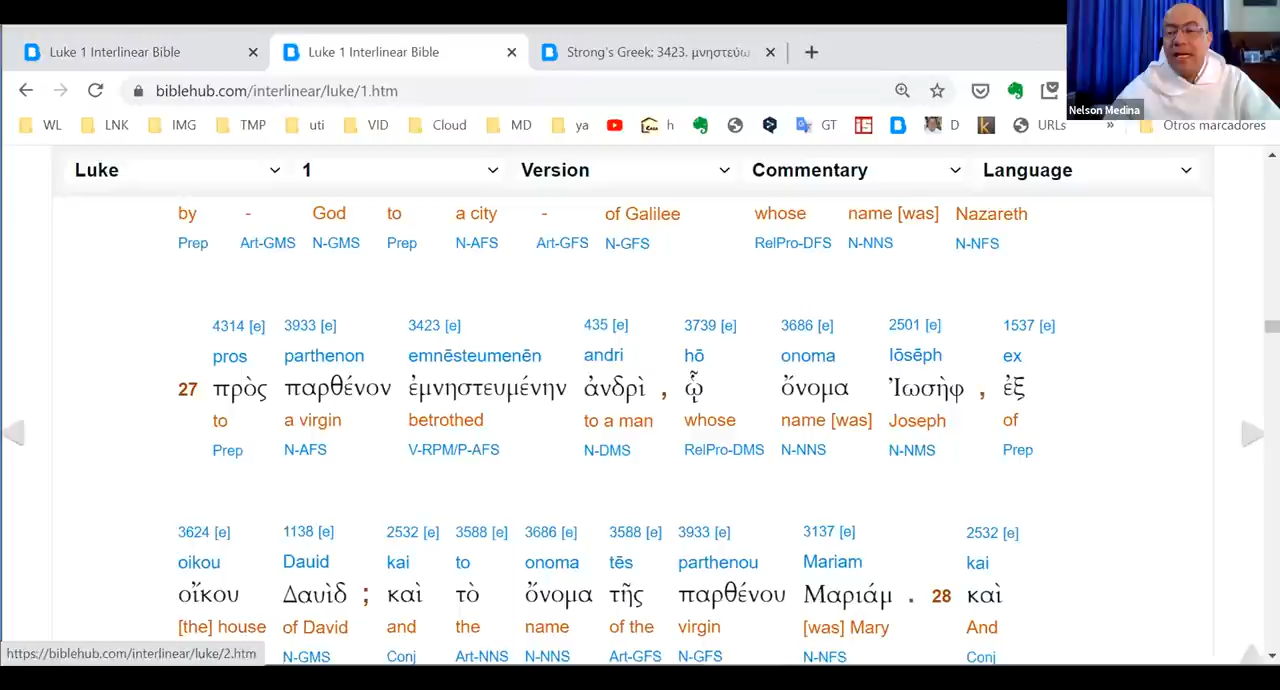 Luke 1 Interlinear Bible × Luke 1 Interlinear Bible × Strong's Greek: 3423. μνηστεύω × +
biblehub.com/interlinear/luke/1.htm
Nelson Medina
WL LNK IMG TMP uti VID Cloud MD ya h GT D URLs » Otros marcadores
Luke 1 Version Commentary Language
by - God to a city - of Galilee whose name [was] Nazareth
Prep Art-GMS N-GMS Prep N-AFS Art-GFS N-GFS RelPro-DFS N-NNS N-NFS
4314 [e] 3933 [e] 3423 [e] 435 [e] 3739 [e] 3686 [e] 2501 [e] 1537 [e]
pros parthenon emnēsteumenēn andri hō onoma Iōsēph ex
27 πρὸς παρθένον ἐμνηστευμένην ἀνδρὶ , ᾧ ὄνομα Ἰωσὴφ , ἐξ
to a virgin betrothed to a man whose name [was] Joseph of
Prep N-AFS V-RPM/P-AFS N-DMS RelPro-DMS N-NNS N-NMS Prep
3624 [e] 1138 [e] 2532 [e] 3588 [e] 3686 [e] 3588 [e] 3933 [e] 3137 [e] 2532 [e]
oikou Dauid kai to onoma tēs parthenou Mariam kai
οἴκου Δαυὶδ ; καὶ τὸ ὄνομα τῆς παρθένου Μαριάμ . 28 καὶ
[the] house of David and the name of the virgin [was] Mary And
https://biblehub.com/interlinear/luke/2.htm N-GMS Conj Art-NNS N-NNS Art-GFS N-GFS N-NFS Conj